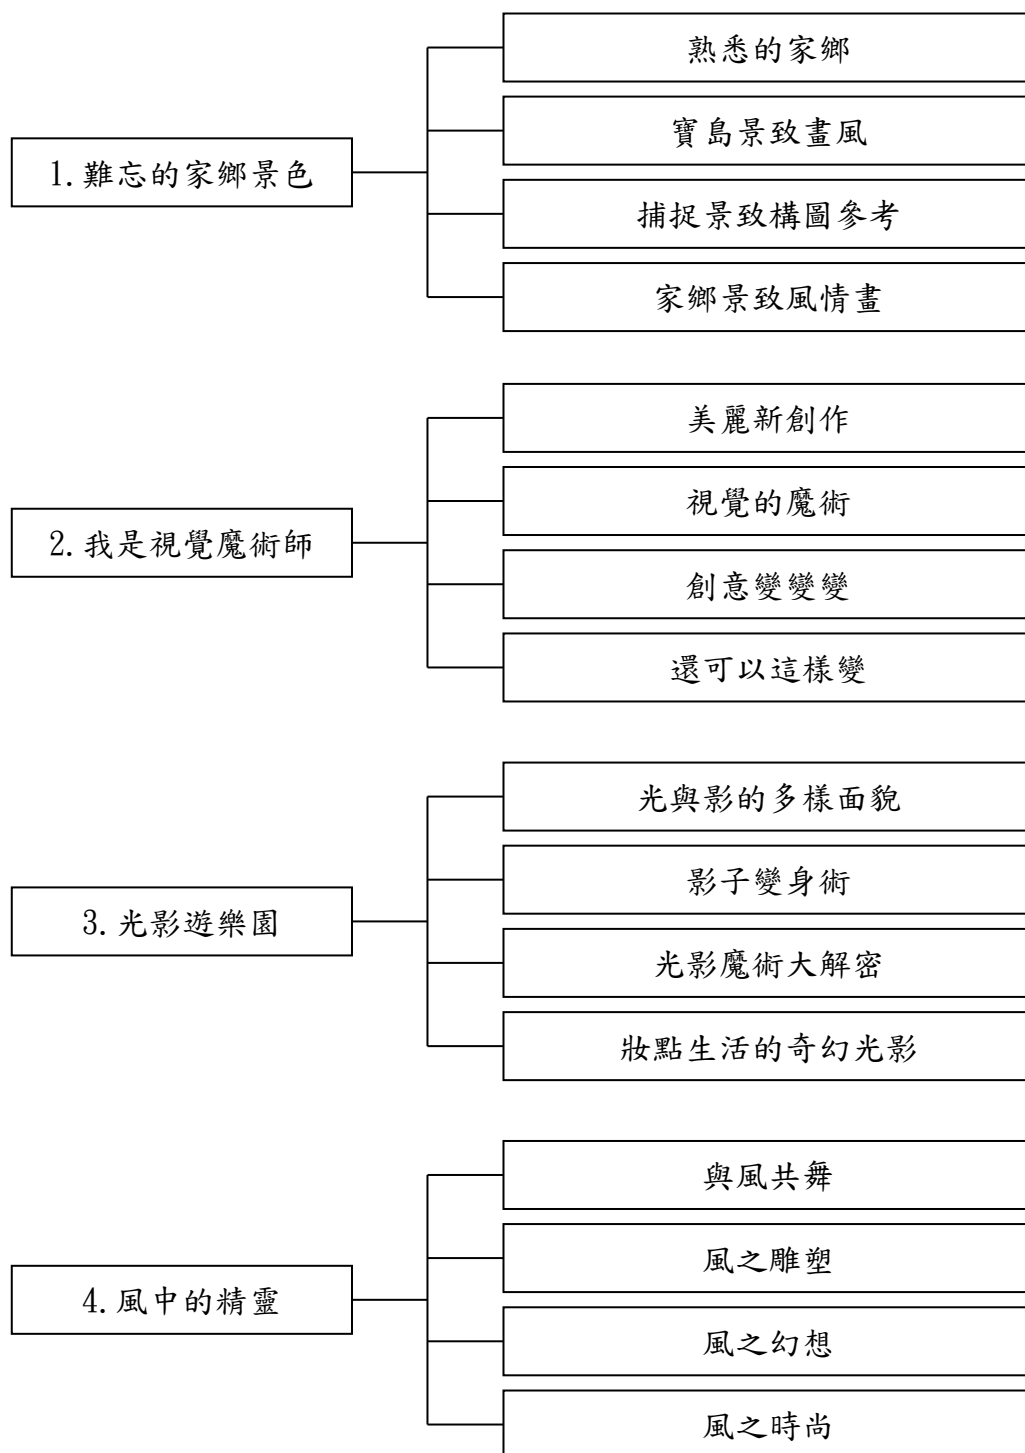 1.難忘的家鄉景色
熟悉的家鄉
寶島景致畫風
捕捉景致構圖參考
家鄉景致風情畫
2.我是視覺魔術師
美麗新創作
視覺的魔術
創意變變變
還可以這樣變
3.光影遊樂園
光與影的多樣面貌
影子變身術
光影魔術大解密
妝點生活的奇幻光影
4.風中的精靈
與風共舞
風之雕塑
風之幻想
風之時尚